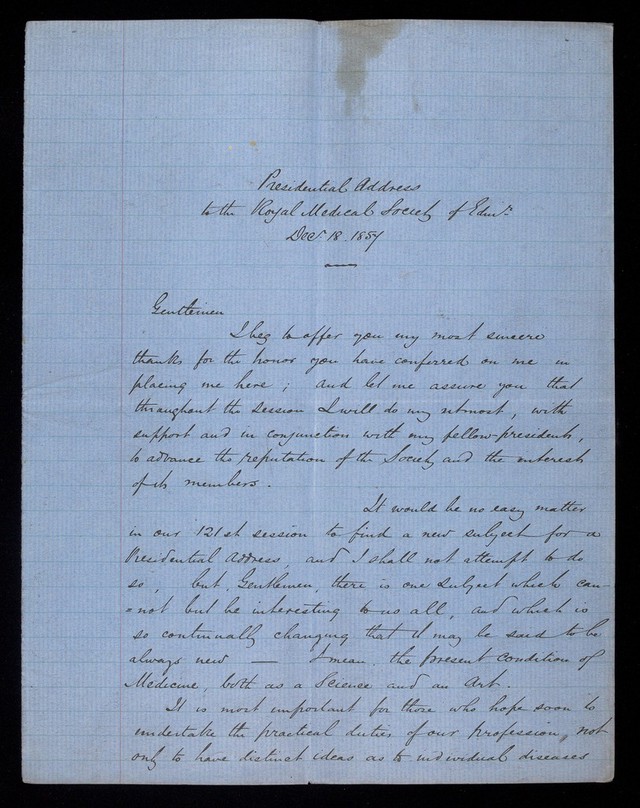 Presidential Address
to the Royal Medical Society of Edinr.
Decr. 18. 1857
Gentlemen
I beg to offer you my most sincere
thanks for the honor you have conferred on me in
placing me here; and let me assure you that
throughout the session I will do my utmost, with
support and in conjunction with my fellow-presidents,
to advance the reputation of the Society and the interests
of its members.
It would be no easy matter
in our 121st session to find a new subject for a
Presidential Address, and I shall not attempt to do
so, but, Gentlemen, there is one subject which can-
=not but be interesting to us all, and which is
so continually changing that it may be said to be
always new — I mean, the present condition of
Medicine, both as a Science and an Art.
It is most important for those who hope soon to
undertake the practical duties of our profession, not
only to have distinct ideas as to individual diseases